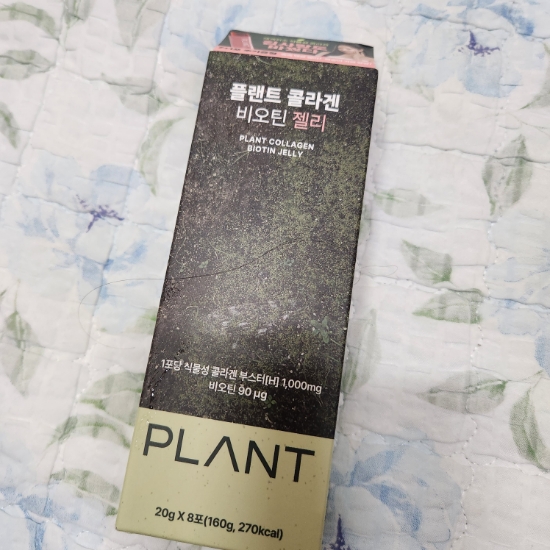 플랜트 콜라겐
비오틴 젤리
PLANT COLLAGEN
BIOTIN JELLY
1포당 식물성 콜라겐 부스터[H] 1,000mg
비오틴 90 μg
PLANT
20g X 8포(160g, 270kcal)